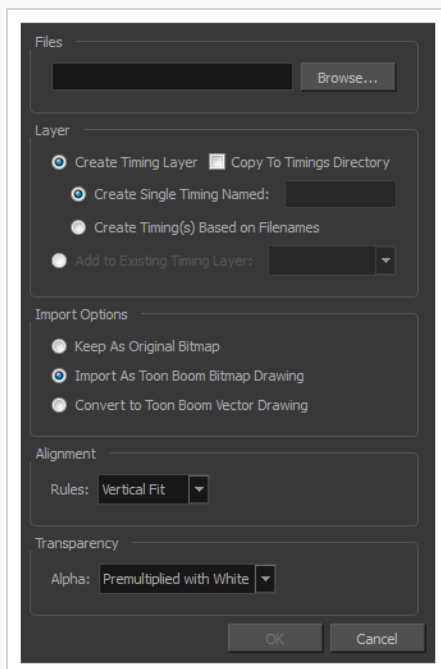 Files
Browse...
Layer
Create Timing Layer Copy To Timings Directory
Create Single Timing Named:
Create Timing(s) Based on Filenames
Add to Existing Timing Layer:
Import Options
Keep As Original Bitmap
Import As Toon Boom Bitmap Drawing
Convert to Toon Boom Vector Drawing
Alignment
Rules: Vertical Fit
Transparency
Alpha: Premultiplied with White
OK Cancel